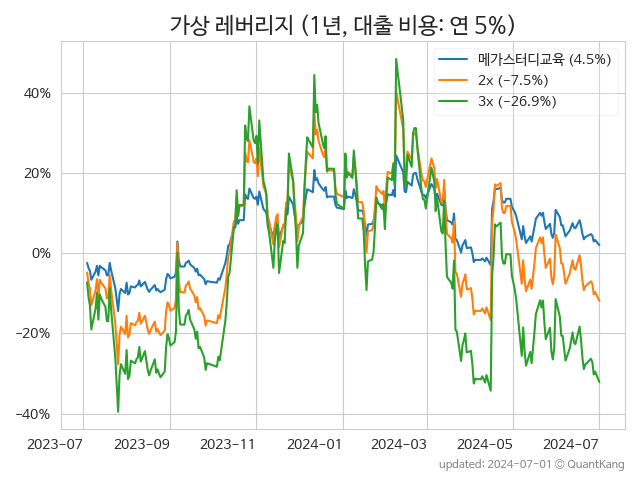 가상 레버리지 (1년, 대출 비용: 연 5%)
메가스터디교육 (4.5%)
2x (−7.5%)
3x (−26.9%)
40%
20%
0%
−20%
−40%
2023-07
2023-09
2023-11
2024-01
2024-03
2024-05
2024-07
updated: 2024-07-01 © QuantKang